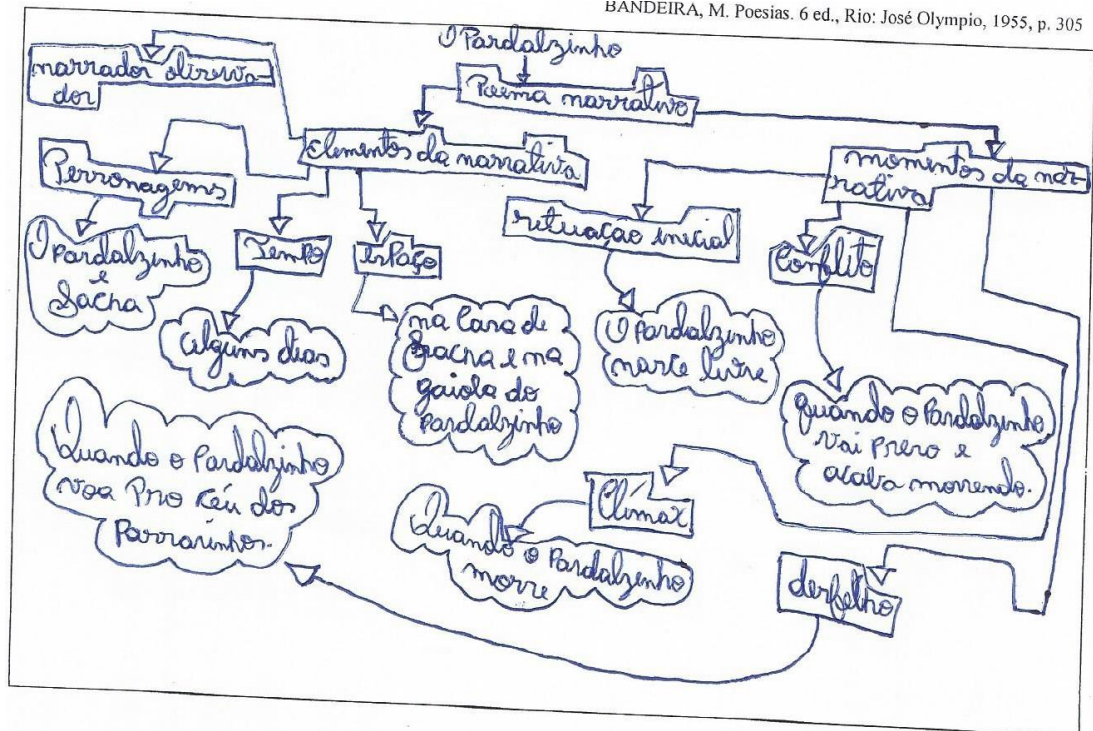 BANDEIRA, M. Poesias. 6 ed., Rio: José Olympio, 1955, p. 305
O Pardalzinho
Poema narrativo
narrador observa-
dor
elementos da narrativa
momentos da nar-
rativa
Personagens
situação inicial
Conflito
O Pardalzinho
e
Sacha
Tempo
esPaço
Alguns dias
na Casa de
Sacha e na
gaiola do
Pardalzinho
O Pardalzinho
nasce livre
quando o Pardalzinho
vai Preso e
acaba morrendo.
Quando o Pardalzinho
voa Pro Céu dos
Passarinhos.
Clímax
Quando o Pardalzinho
morre
desfelho